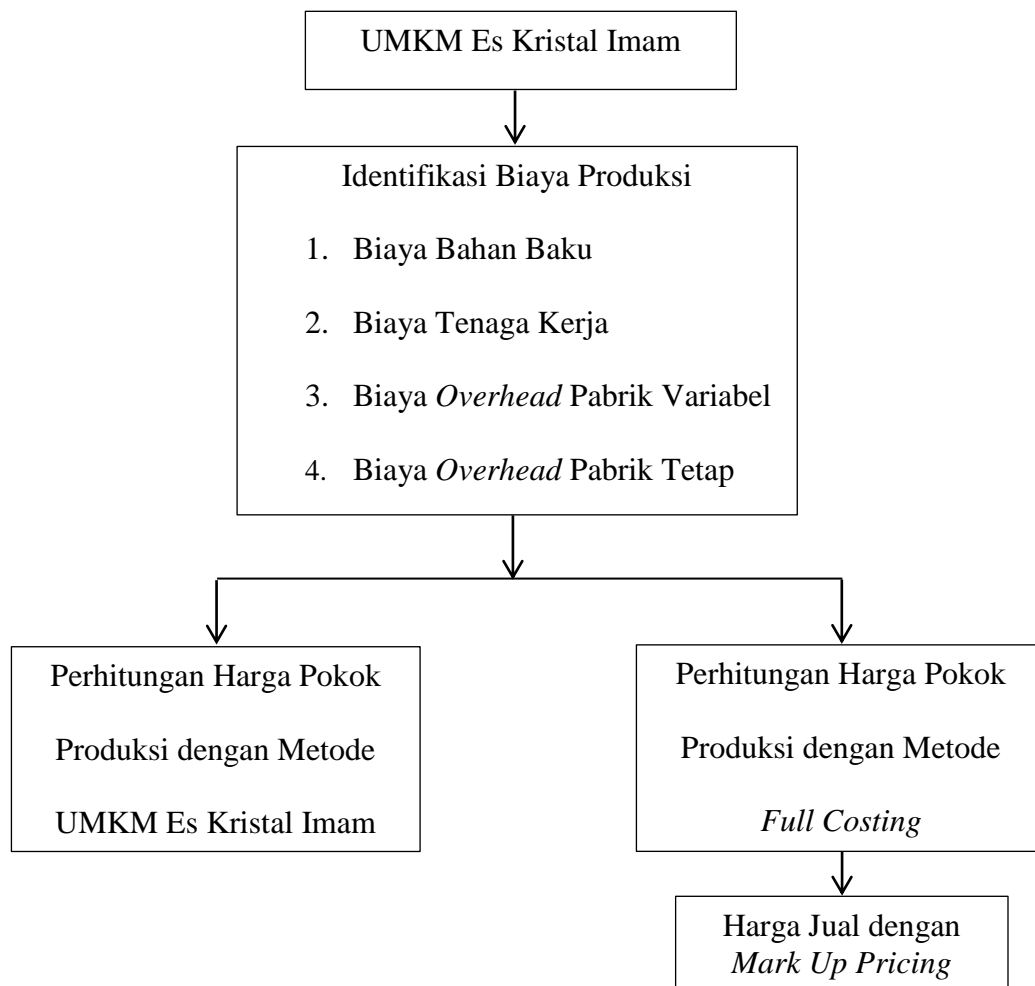 UMKM Es Kristal Imam
Identifikasi Biaya Produksi
1. Biaya Bahan Baku
2. Biaya Tenaga Kerja
3. Biaya Overhead Pabrik Variabel
4. Biaya Overhead Pabrik Tetap
Perhitungan Harga Pokok
Produksi dengan Metode
UMKM Es Kristal Imam
Perhitungan Harga Pokok
Produksi dengan Metode
Full Costing
Harga Jual dengan
Mark Up Pricing